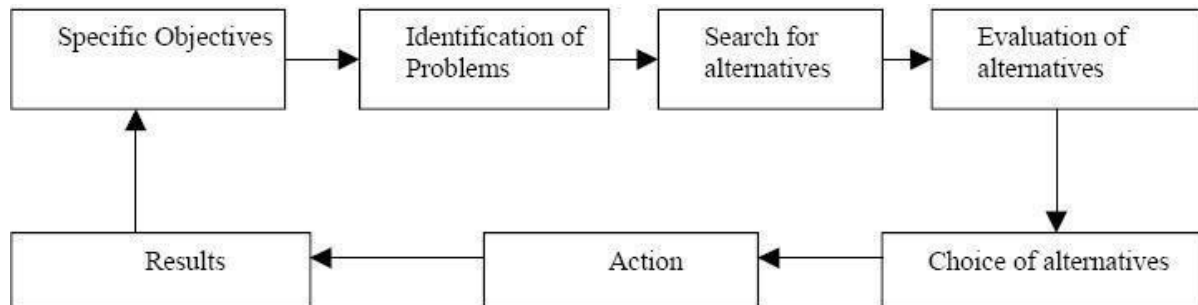 Specific Objectives
Identification of
Problems
Search for
alternatives
Evaluation of
alternatives
Choice of alternatives
Action
Results